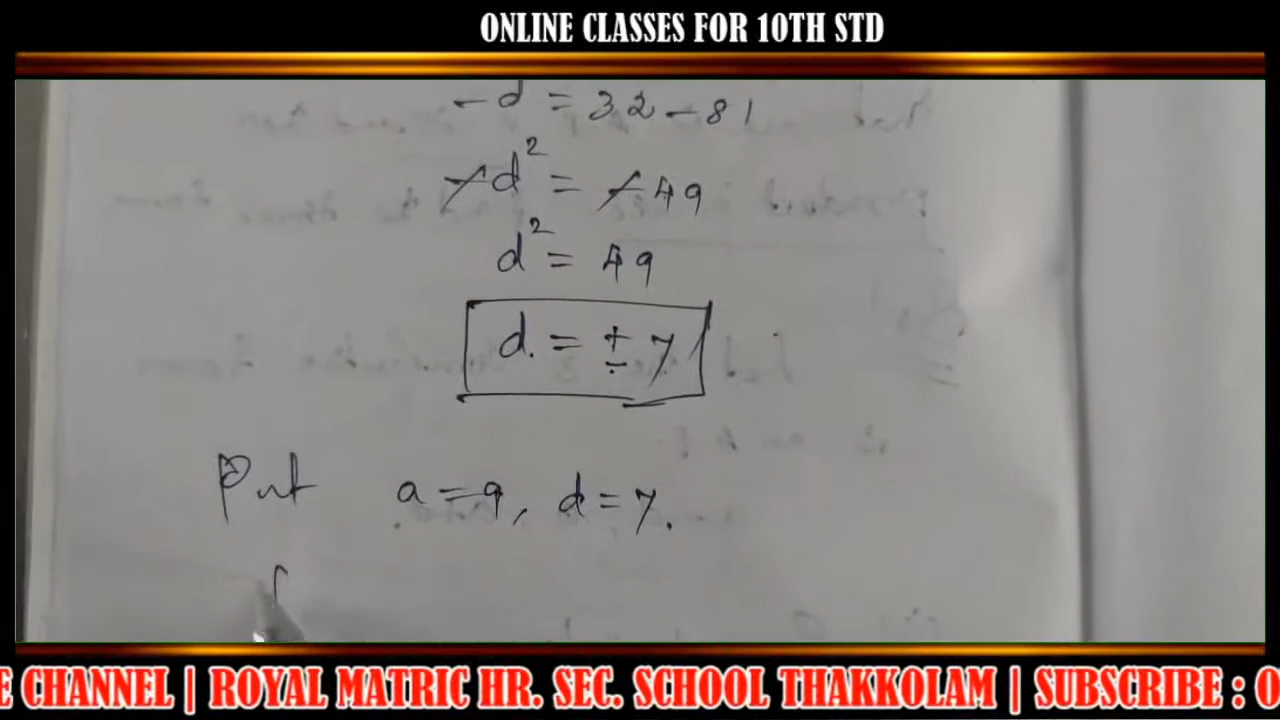 ONLINE CLASSES FOR 10TH STD
-d = 32 - 81
-d² = -49
d² = 49
d. = ± 7
Put a = 9, d = 7.
E CHANNEL | ROYAL MATRIC HR. SEC. SCHOOL THAKKOLAM | SUBSCRIBE : O